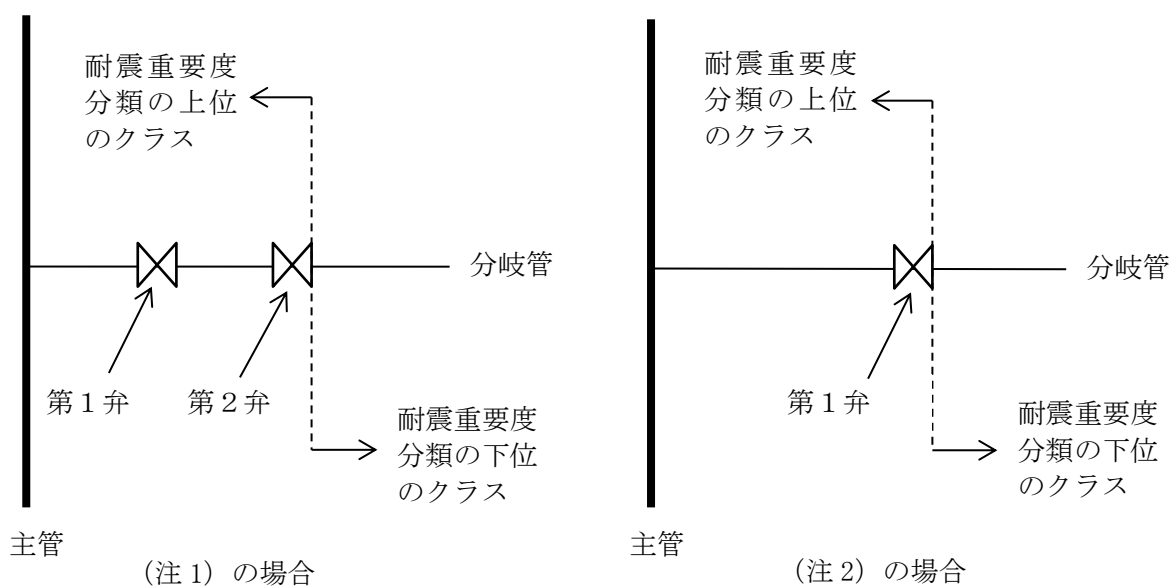 耐震重要度
分類の上位
のクラス
分岐管
第1弁
第2弁
耐震重要度
分類の下位
のクラス
主管
(注1)の場合
耐震重要度
分類の上位
のクラス
分岐管
第1弁
耐震重要度
分類の下位
のクラス
主管
(注2)の場合